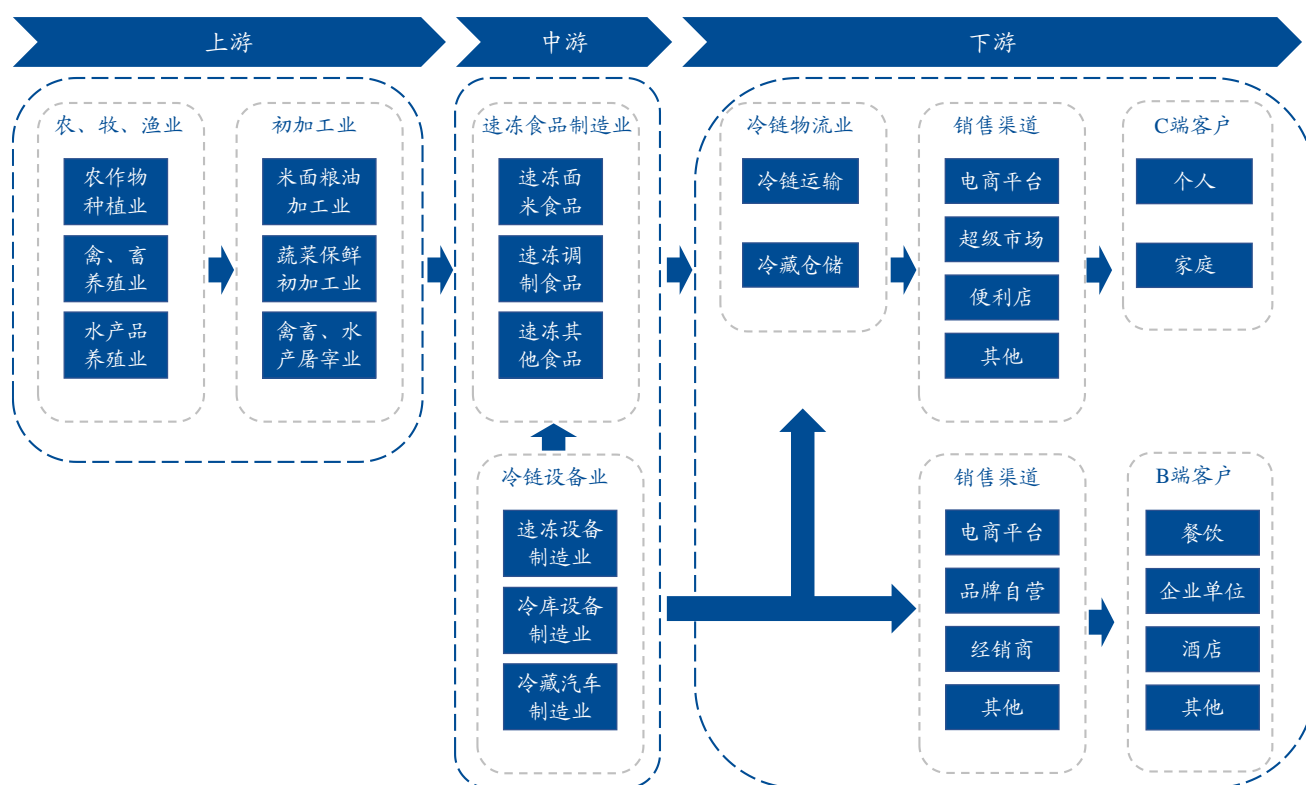 上游
中游
下游
农、牧、渔业
农作物
种植业
禽、畜
养殖业
水产品
养殖业
初加工业
米面粮油
加工业
蔬菜保鲜
初加工业
禽畜、水
产屠宰业
速冻食品制造业
速冻面
米食品
速冻调
制食品
速冻其
他食品
冷链设备业
速冻设备
制造业
冷库设备
制造业
冷藏汽车
制造业
冷链物流业
冷链运输
冷藏仓储
销售渠道
电商平台
超级市场
便利店
其他
C端客户
个人
家庭
销售渠道
电商平台
品牌自营
经销商
其他
B端客户
餐饮
企业单位
酒店
其他